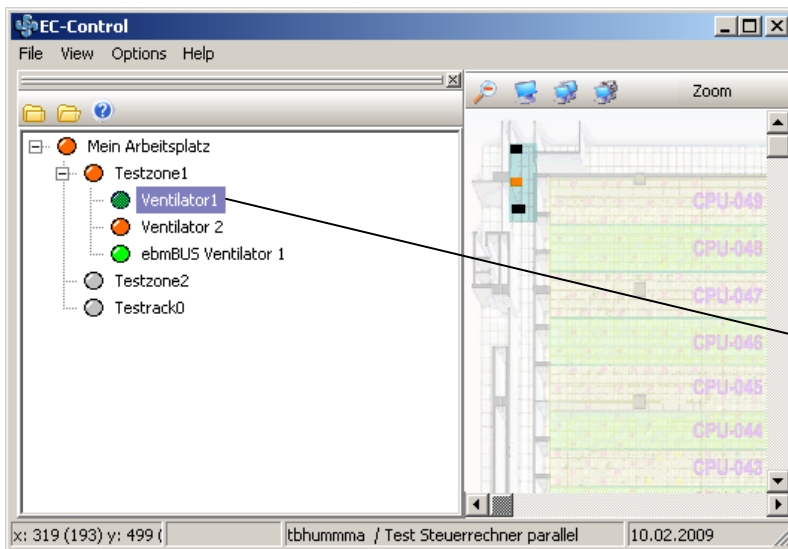 EC-Control
File View Options Help
Zoom
Mein Arbeitsplatz
Testzone1
Ventilator1
Ventilator 2
ebmBUS Ventilator 1
Testzone2
Testrack0
CPU-049
CPU-048
CPU-047
CPU-046
CPU-045
CPU-044
CPU-043
x: 319 (193) y: 499 (
tbhummma / Test Steuerrechner parallel
10.02.2009